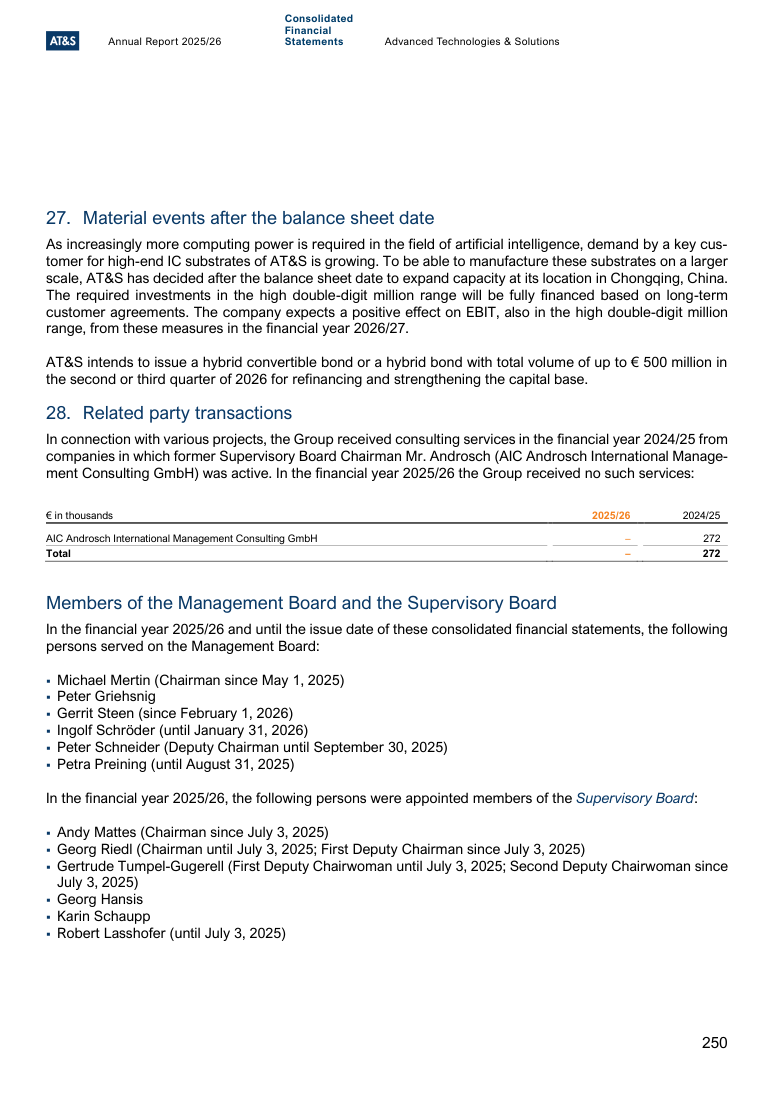 Consolidated
Financial
Statements
AT&S
Annual Report 2025/26
Advanced Technologies & Solutions
27. Material events after the balance sheet date
As increasingly more computing power is required in the field of artificial intelligence, demand by a key cus-
tomer for high-end IC substrates of AT&S is growing. To be able to manufacture these substrates on a larger
scale, AT&S has decided after the balance sheet date to expand capacity at its location in Chongqing, China.
The required investments in the high double-digit million range will be fully financed based on long-term
customer agreements. The company expects a positive effect on EBIT, also in the high double-digit million
range, from these measures in the financial year 2026/27.
AT&S intends to issue a hybrid convertible bond or a hybrid bond with total volume of up to € 500 million in
the second or third quarter of 2026 for refinancing and strengthening the capital base.
28. Related party transactions
In connection with various projects, the Group received consulting services in the financial year 2024/25 from
companies in which former Supervisory Board Chairman Mr. Androsch (AIC Androsch International Manage-
ment Consulting GmbH) was active. In the financial year 2025/26 the Group received no such services:
€ in thousands 2025/26 2024/25
AIC Androsch International Management Consulting GmbH – 272
Total – 272
Members of the Management Board and the Supervisory Board
In the financial year 2025/26 and until the issue date of these consolidated financial statements, the following
persons served on the Management Board:
▪ Michael Mertin (Chairman since May 1, 2025)
▪ Peter Griehsnig
▪ Gerrit Steen (since February 1, 2026)
▪ Ingolf Schröder (until January 31, 2026)
▪ Peter Schneider (Deputy Chairman until September 30, 2025)
▪ Petra Preining (until August 31, 2025)
In the financial year 2025/26, the following persons were appointed members of the Supervisory Board:
▪ Andy Mattes (Chairman since July 3, 2025)
▪ Georg Riedl (Chairman until July 3, 2025; First Deputy Chairman since July 3, 2025)
▪ Gertrude Tumpel-Gugerell (First Deputy Chairwoman until July 3, 2025; Second Deputy Chairwoman since
July 3, 2025)
▪ Georg Hansis
▪ Karin Schaupp
▪ Robert Lasshofer (until July 3, 2025)
250